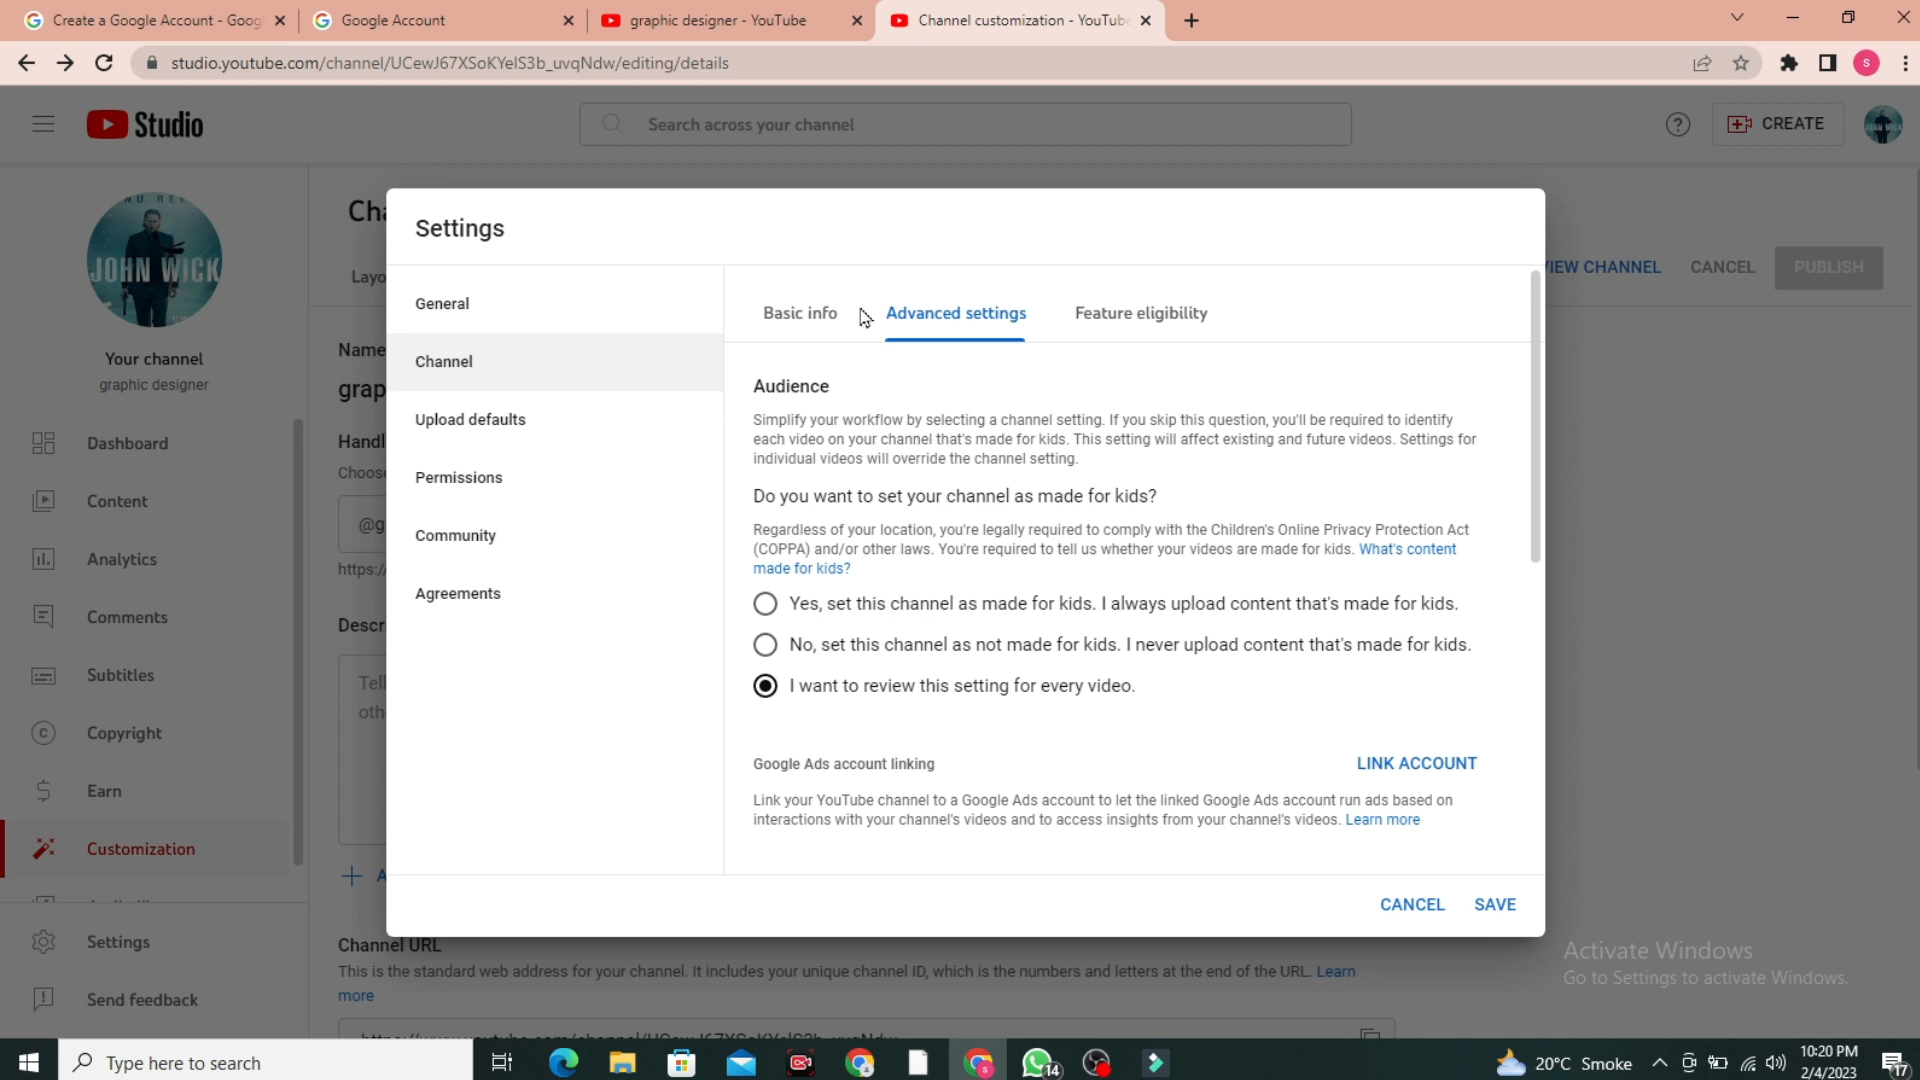 Create a Google Account - Goog
Google Account
graphic designer - YouTube
Channel customization - YouTub
studio.youtube.com/channel/UCewJ67XSoKYelS3b_uvqNdw/editing/details
S
Studio
Search across your channel
CREATE
JOHN WICK
Your channel
graphic designer
Dashboard
Content
Analytics
Comments
Subtitles
Copyright
Earn
Customization
Settings
Send feedback
VIEW CHANNEL
CANCEL
PUBLISH
Name
Channel URL
This is the standard web address for your channel. It includes your unique channel ID, which is the numbers and letters at the end of the URL. Learn
more
Settings
General
Channel
Upload defaults
Permissions
Community
Agreements
Basic info
Advanced settings
Feature eligibility
Audience
Simplify your workflow by selecting a channel setting. If you skip this question, you'll be required to identify
each video on your channel that's made for kids. This setting will affect existing and future videos. Settings for
individual videos will override the channel setting.
Do you want to set your channel as made for kids?
Regardless of your location, you're legally required to comply with the Children's Online Privacy Protection Act
(COPPA) and/or other laws. You're required to tell us whether your videos are made for kids. What's content
made for kids?
Yes, set this channel as made for kids. I always upload content that's made for kids.
No, set this channel as not made for kids. I never upload content that's made for kids.
I want to review this setting for every video.
Google Ads account linking
LINK ACCOUNT
Link your YouTube channel to a Google Ads account to let the linked Google Ads account run ads based on
interactions with your channel's videos and to access insights from your channel's videos. Learn more
CANCEL
SAVE
Activate Windows
Go to Settings to activate Windows.
Type here to search
14
20°C Smoke
10:20 PM
2/4/2023
17